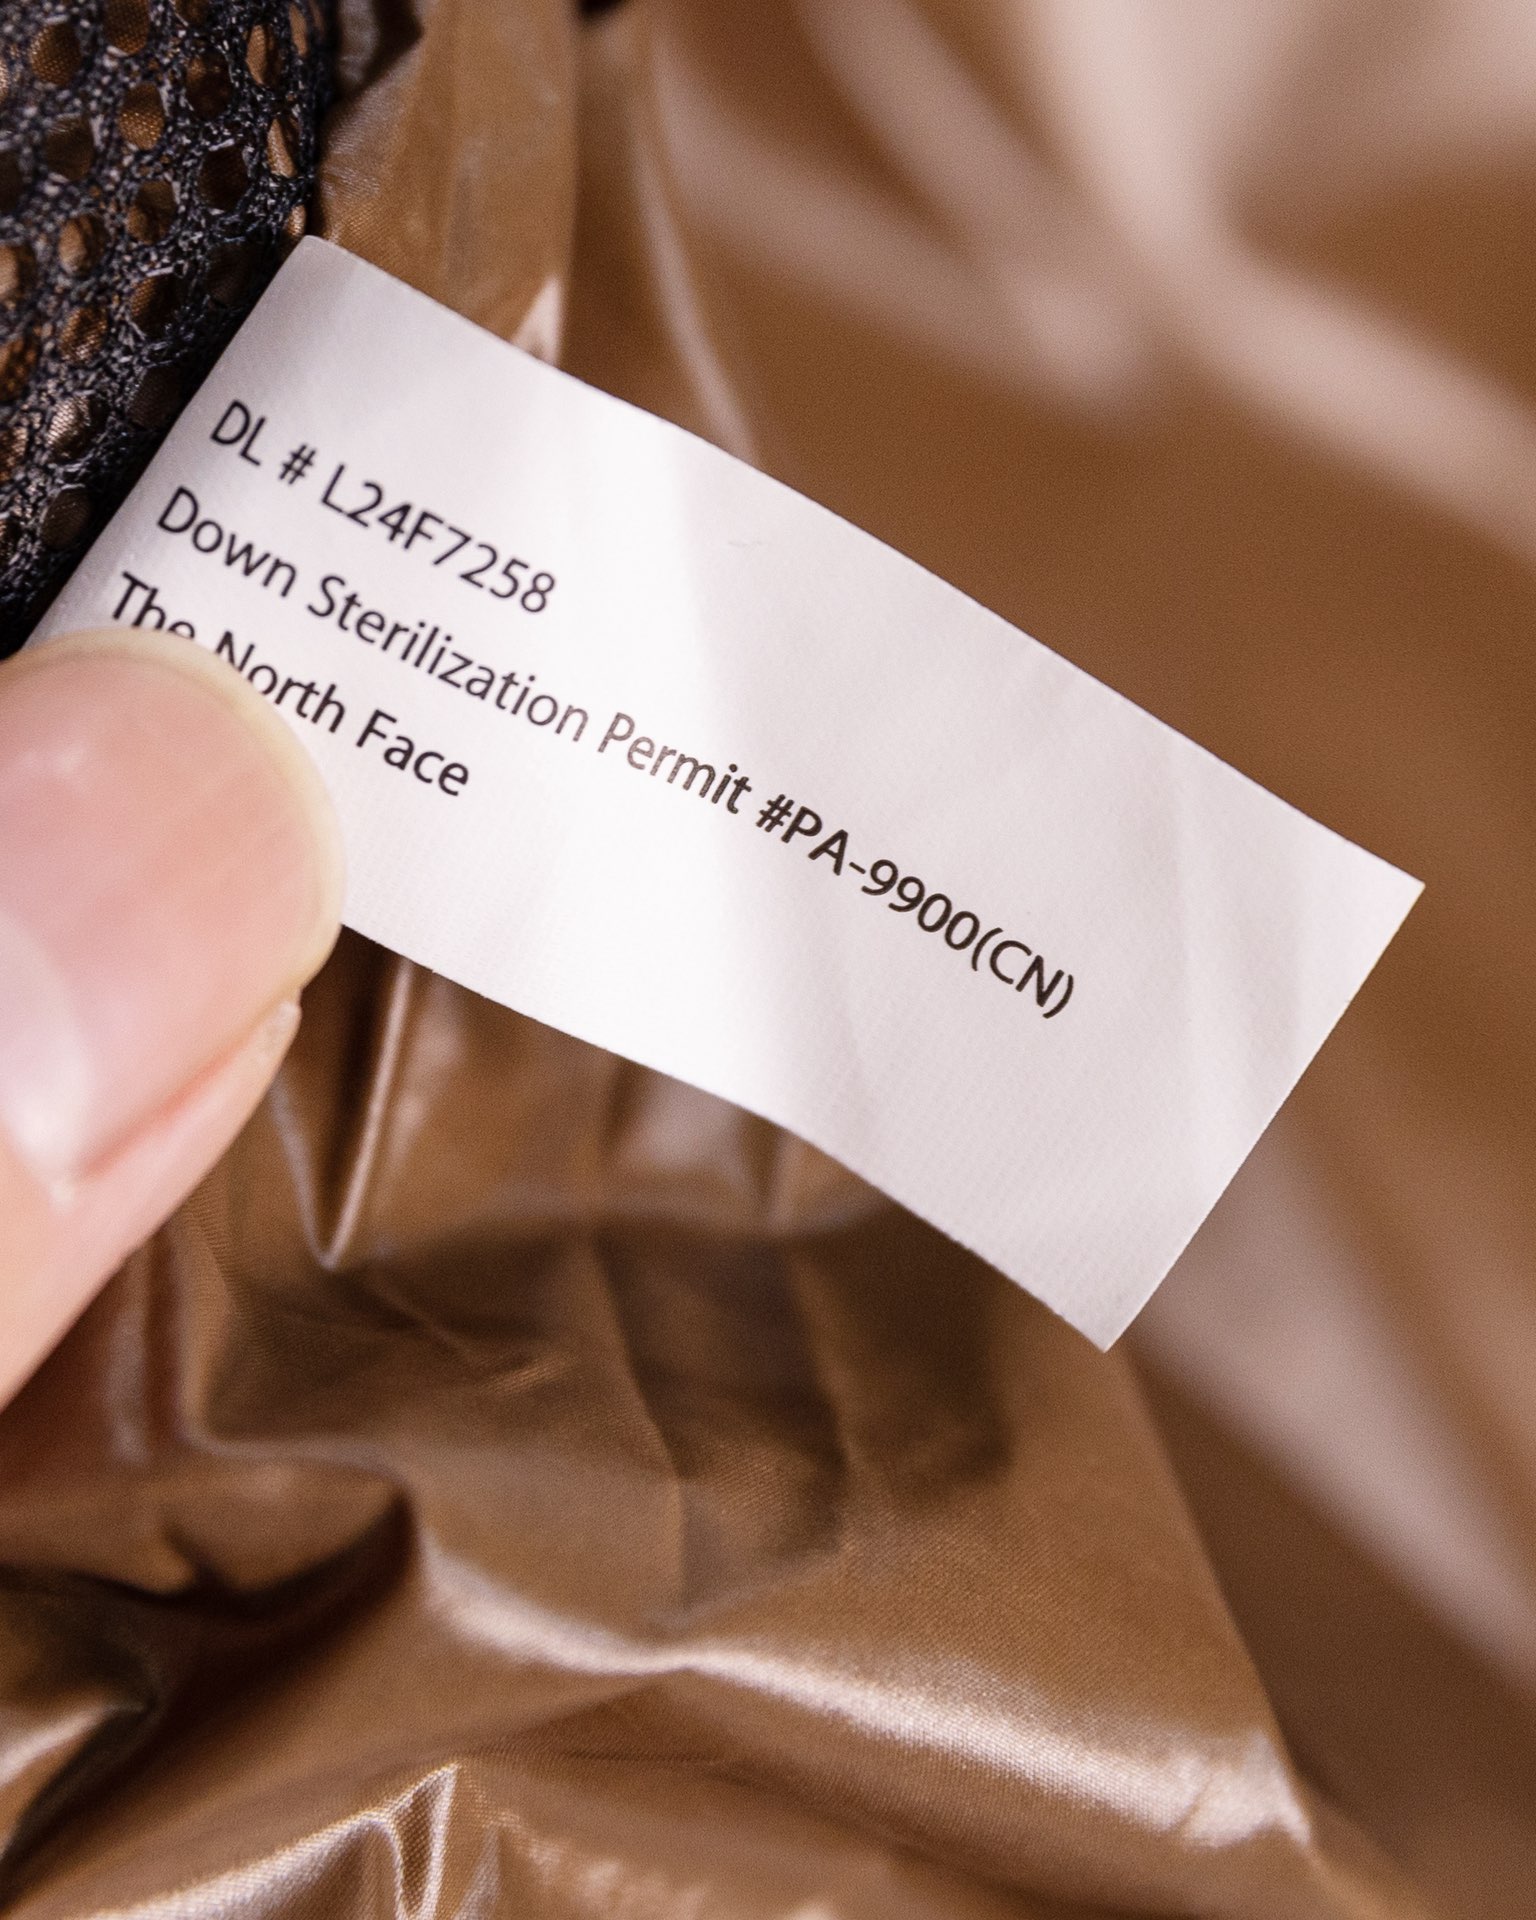 DL # L24F7258
Down Sterilization Permit #PA-9900(CN)
The North Face